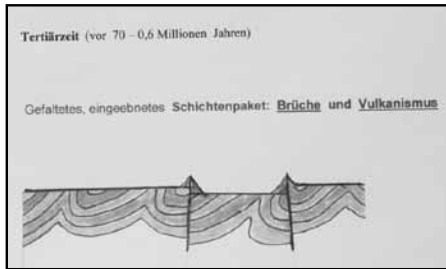 Tertiärzeit (vor 70 – 0,6 Millionen Jahren)
Gefaltetes, eingeebnetes Schichtenpaket: Brüche und Vulkanismus